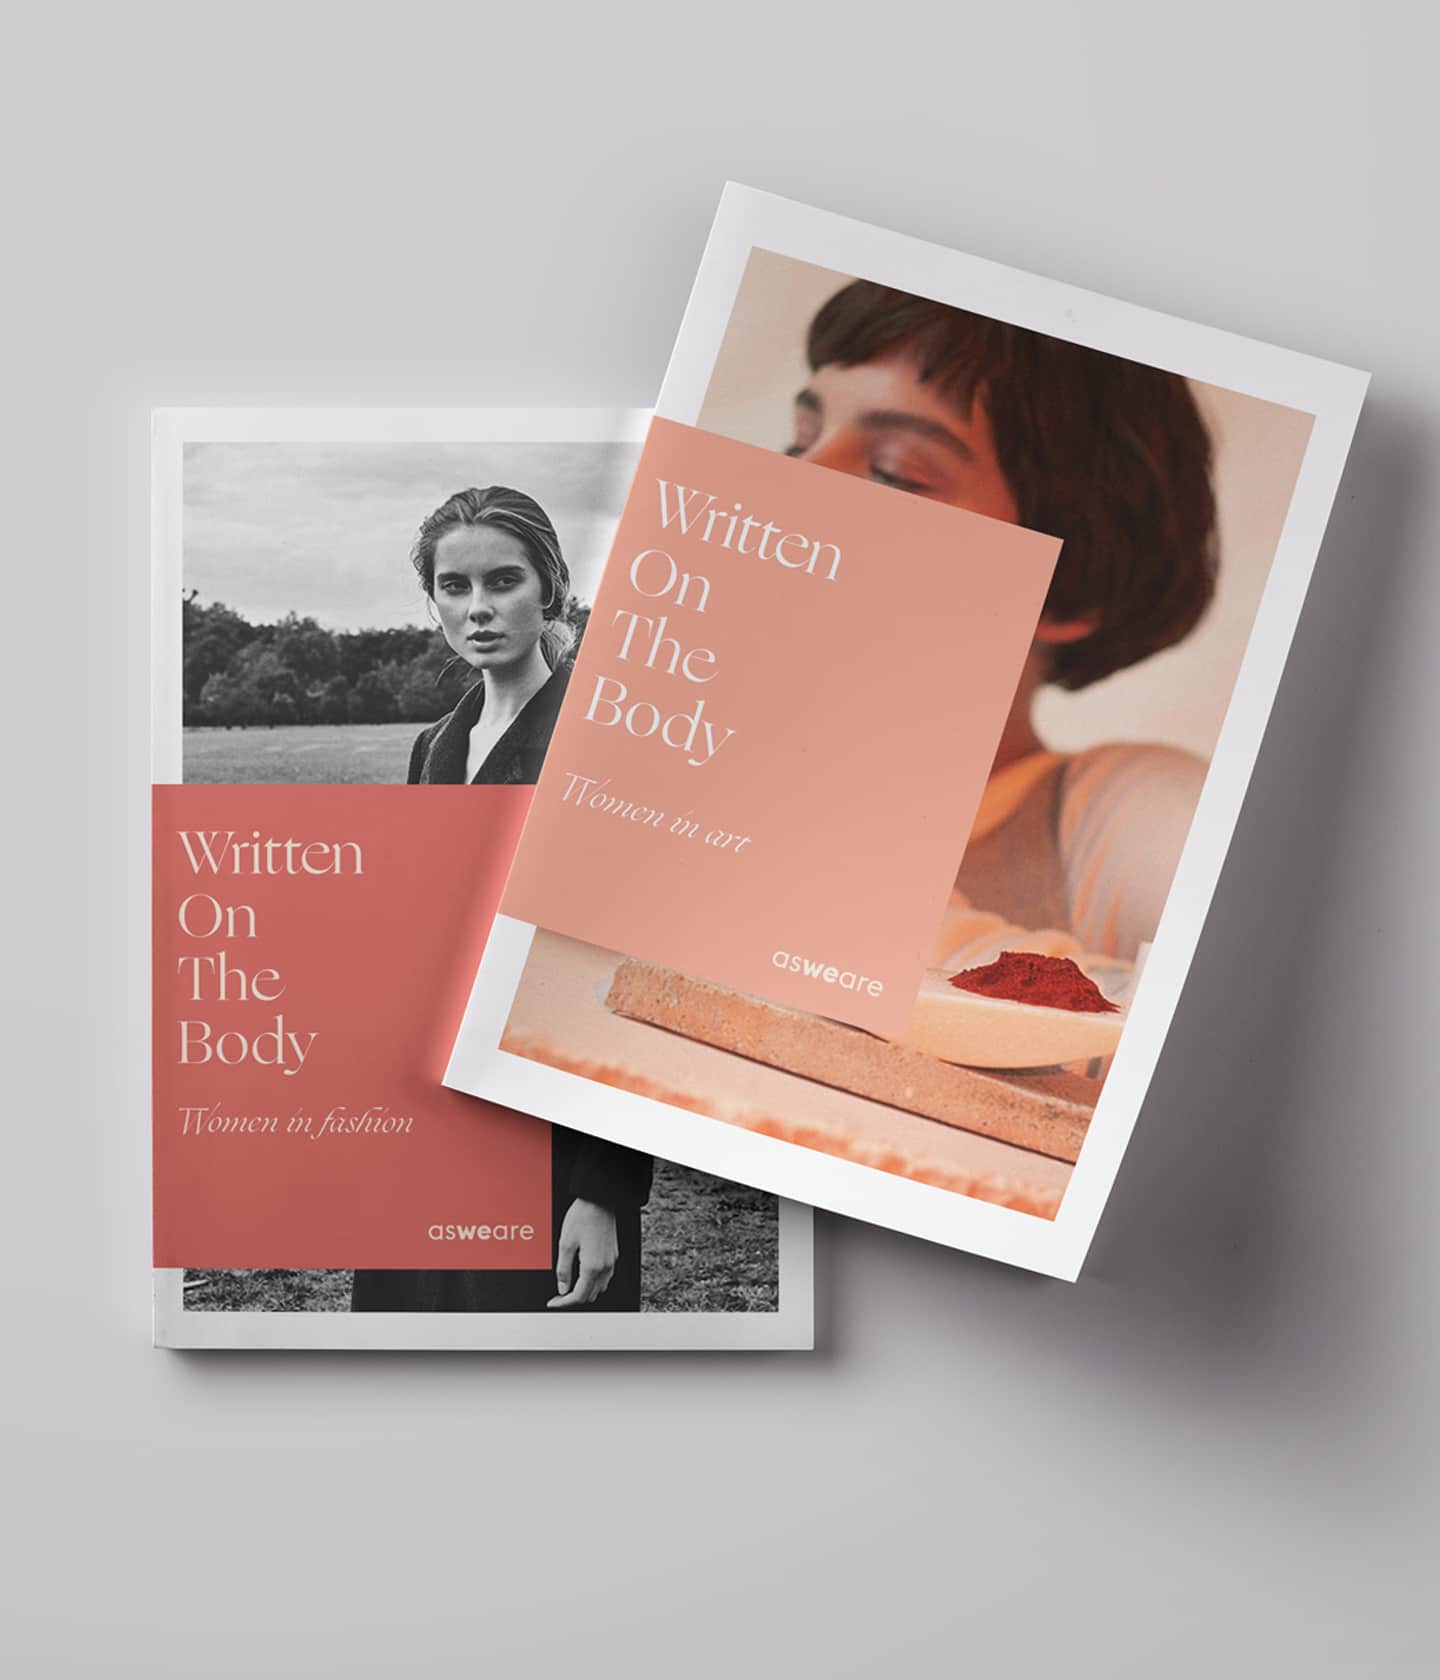 Written
On
The
Body
Women in fashion
asweare
Written
On
The
Body
Women in art
asweare